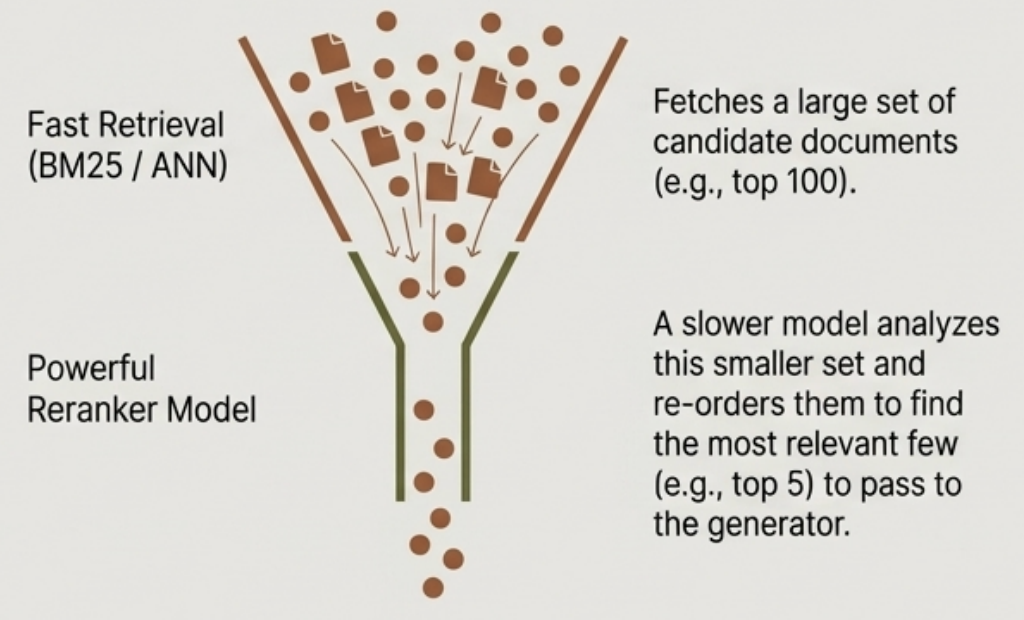 Fast Retrieval
(BM25 / ANN)
Fetches a large set of
candidate documents
(e.g., top 100).
Powerful
Reranker Model
A slower model analyzes
this smaller set and
re-orders them to find
the most relevant few
(e.g., top 5) to pass to
the generator.